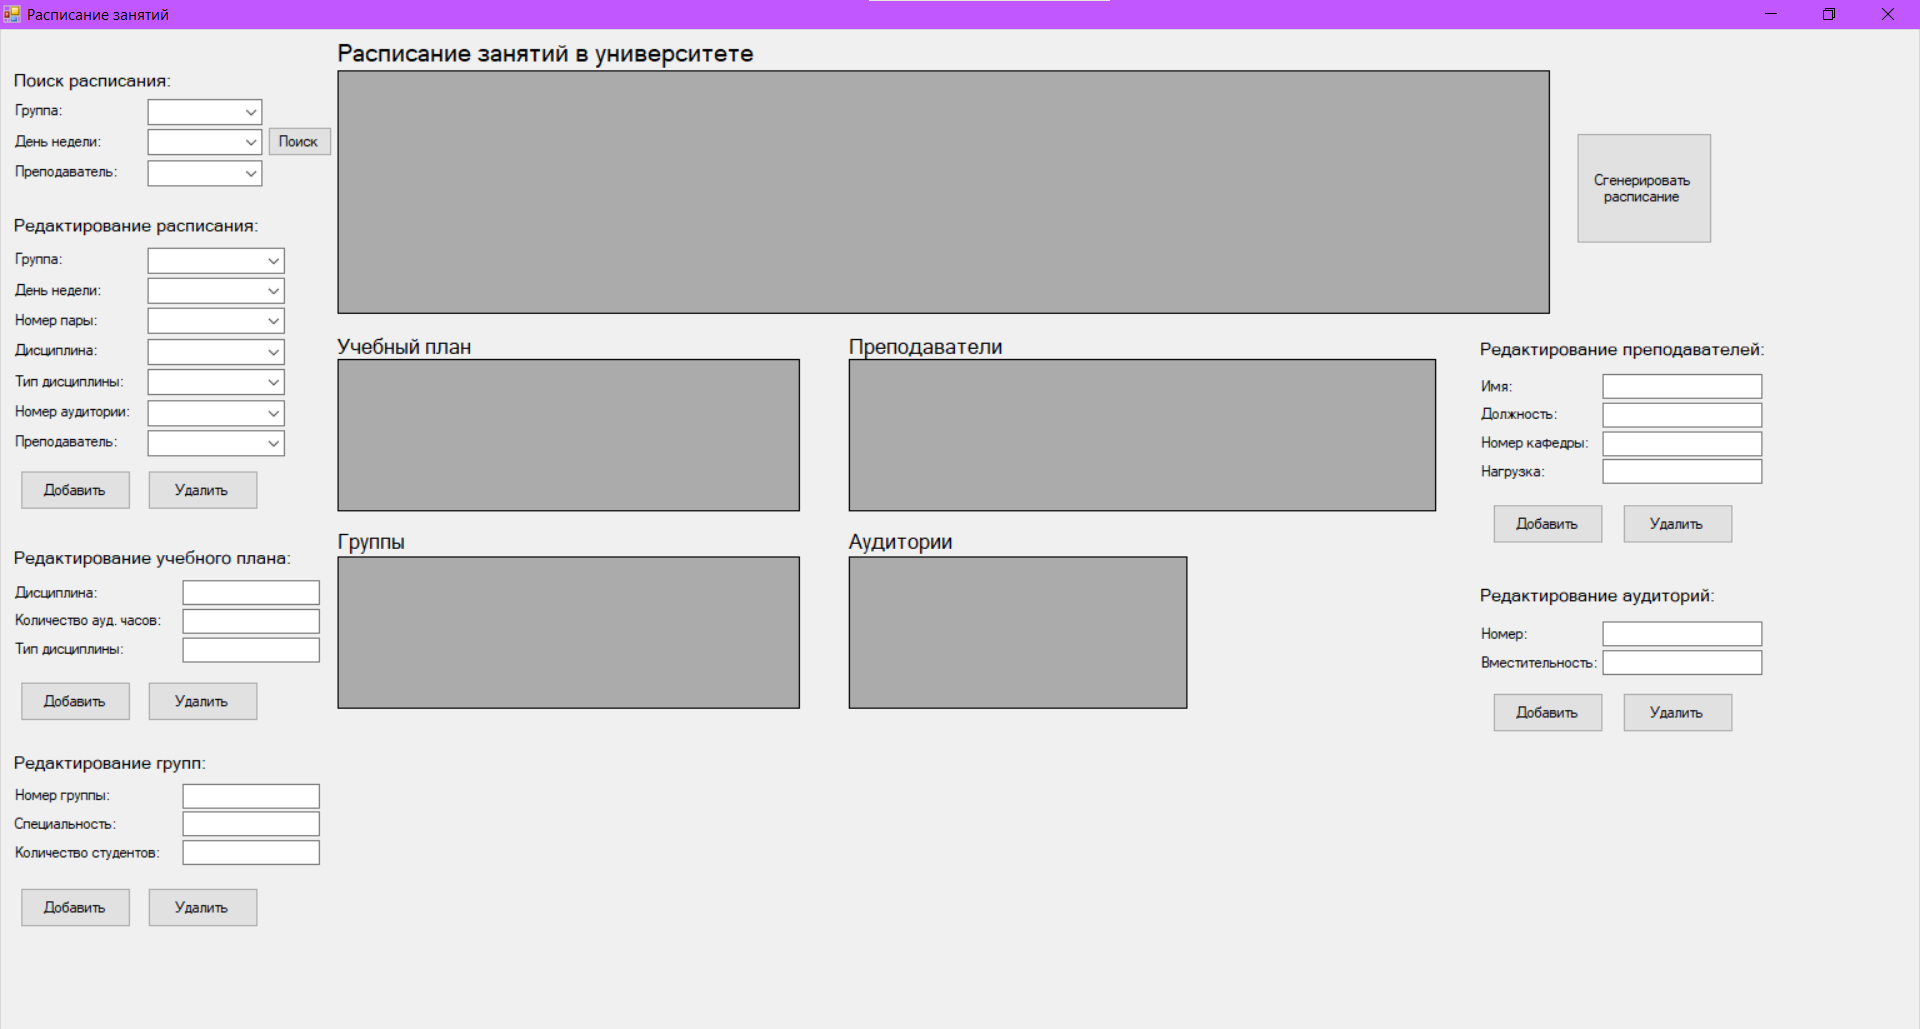 Расписание занятий
Расписание занятий в университете
Поиск расписания:
Группа:
День недели:
Поиск
Преподаватель:
Сгенерировать
расписание
Редактирование расписания:
Группа:
День недели:
Номер пары:
Дисциплина:
Тип дисциплины:
Номер аудитории:
Преподаватель:
Добавить
Удалить
Учебный план
Преподаватели
Редактирование преподавателей:
Имя:
Должность:
Номер кафедры:
Нагрузка:
Добавить
Удалить
Группы
Аудитории
Редактирование учебного плана:
Дисциплина:
Количество ауд. часов:
Тип дисциплины:
Добавить
Удалить
Редактирование аудиторий:
Номер:
Вместительность:
Добавить
Удалить
Редактирование групп:
Номер группы:
Специальность:
Количество студентов:
Добавить
Удалить